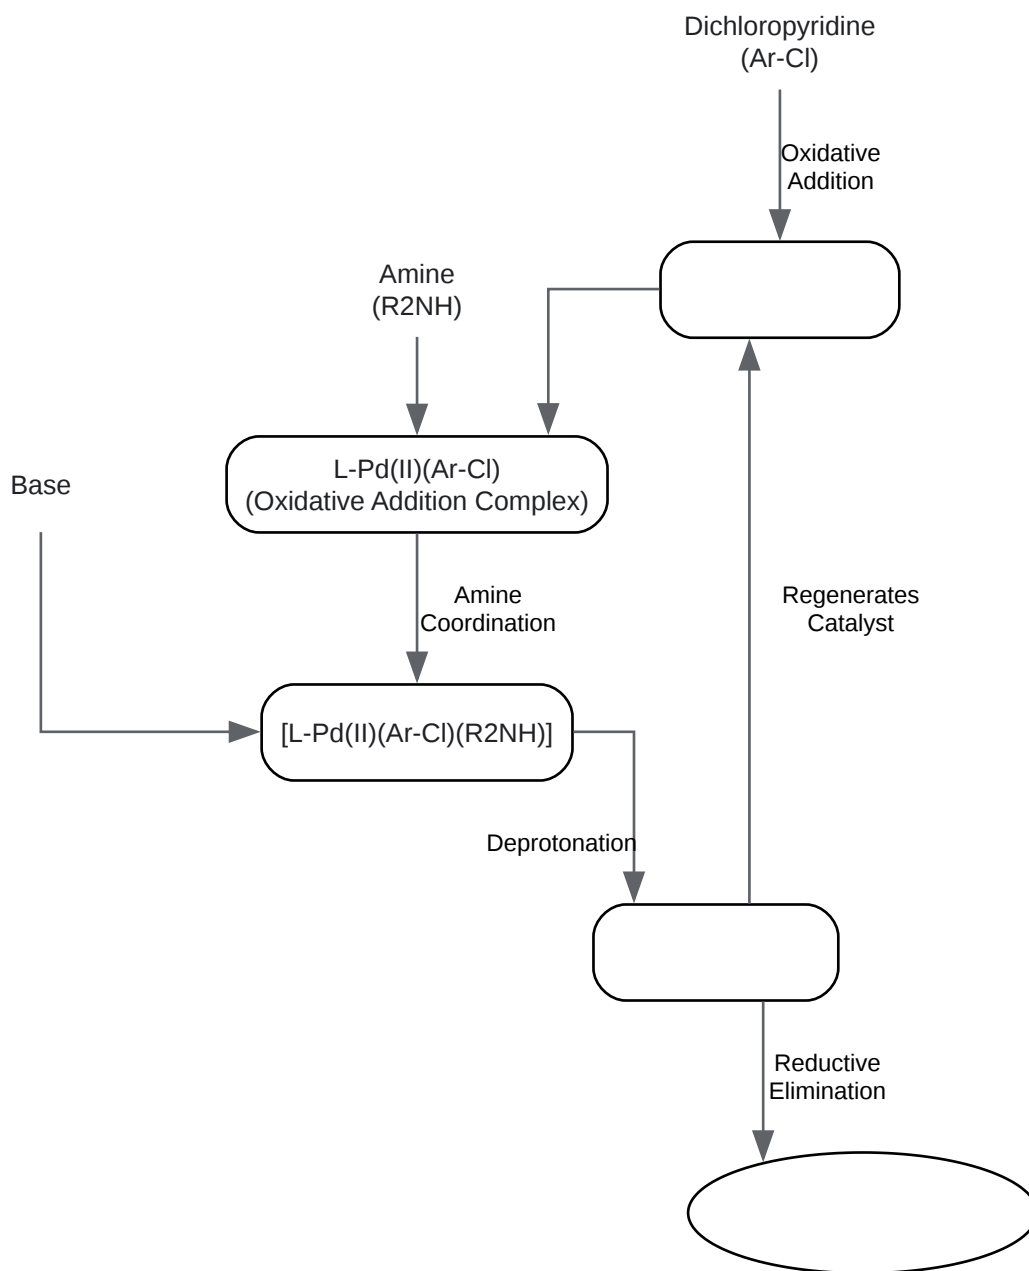 Dichloropyridine
(Ar-Cl)
Oxidative
Addition
Amine
(R2NH)
L-Pd(II)(Ar-Cl)
(Oxidative Addition Complex)
Base
Amine
Coordination
Regenerates
Catalyst
[L-Pd(II)(Ar-Cl)(R2NH)]
Deprotonation
Reductive
Elimination